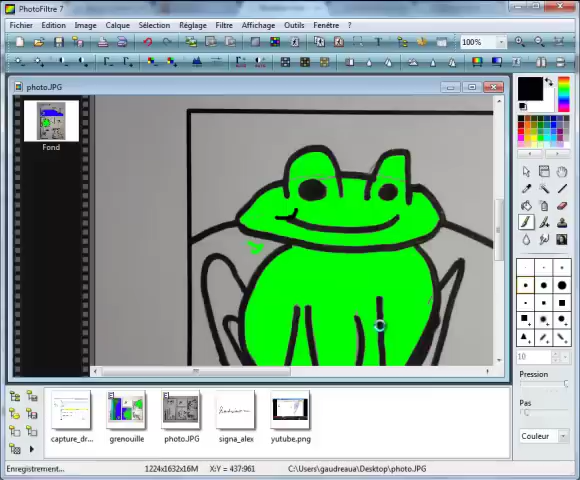 PhotoFiltre 7
Fichier Edition Image Calque Sélection Réglage Filtre Affichage Outils Fenêtre ?
100%
photo.JPG
Fond
10
Pression
Pas
Couleur
capture_dr... grenouille photo.JPG signa_alex yutube.png
Enregistrement... 1224x1632x16M X:Y = 437:961 C:\Users\gaudreaua\Desktop\photo.JPG